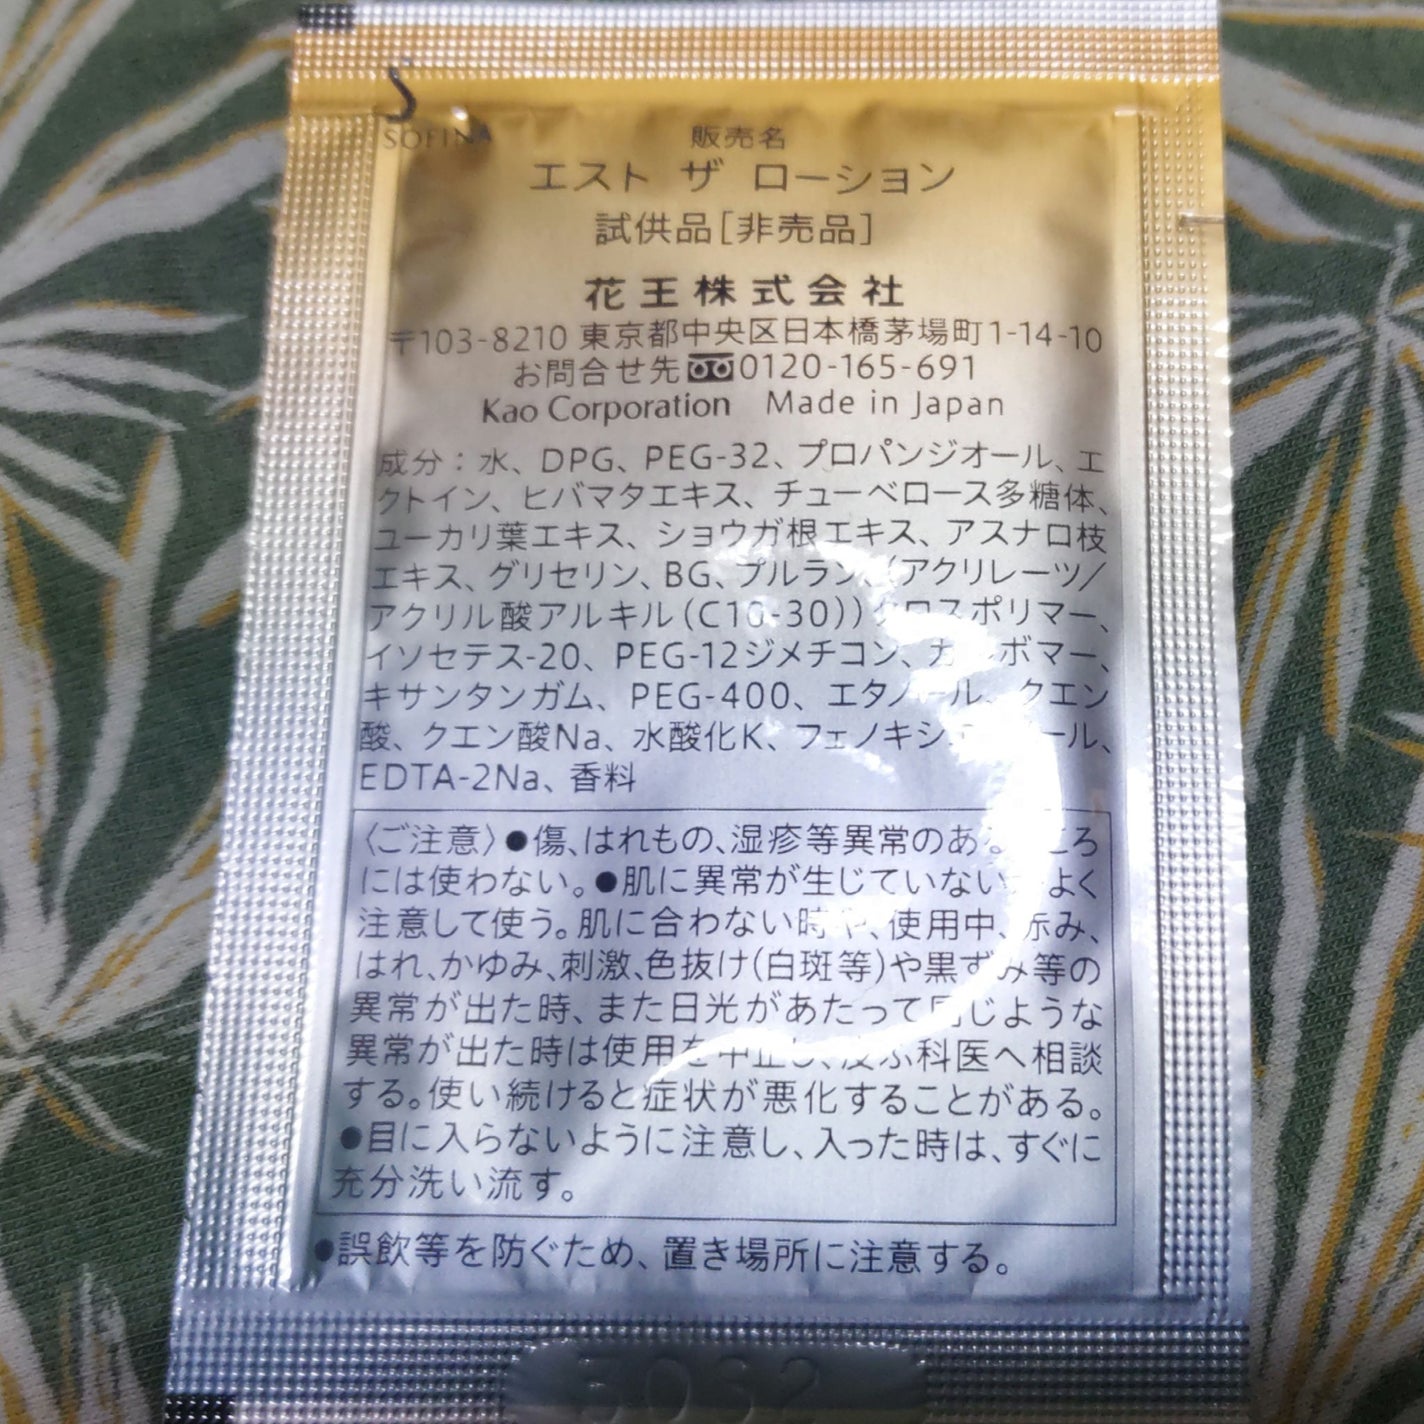 SOFINA
販売名
エスト ザ ローション
試供品[非売品]
花王株式会社
〒103-8210 東京都中央区日本橋茅場町1-14-10
お問合せ先 0120-165-691
Kao Corporation Made in Japan
成分：水、DPG、PEG-32、プロパンジオール、エ
クトイン、ヒバマタエキス、チューベロース多糖体、
ユーカリ葉エキス、ショウガ根エキス、アスナロ枝
エキス、グリセリン、BG、プルラン、(アクリレーツ／
アクリル酸アルキル(C10-30))クロスポリマー、
イソセテス-20、PEG-12ジメチコン、カルボマー、
キサンタンガム、PEG-400、エタノール、クエン
酸、クエン酸Na、水酸化K、フェノキシエタノール、
EDTA-2Na、香料
〈ご注意〉●傷、はれもの、湿疹等異常のあるところ
には使わない。●肌に異常が生じていないかよく
注意して使う。肌に合わない時や、使用中、赤み、
はれ、かゆみ、刺激、色抜け(白斑等)や黒ずみ等の
異常が出た時、また日光があたって同じような
異常が出た時は使用を中止し、皮ふ科医へ相談
する。使い続けると症状が悪化することがある。
●目に入らないように注意し、入った時は、すぐに
充分洗い流す。
●誤飲等を防ぐため、置き場所に注意する。